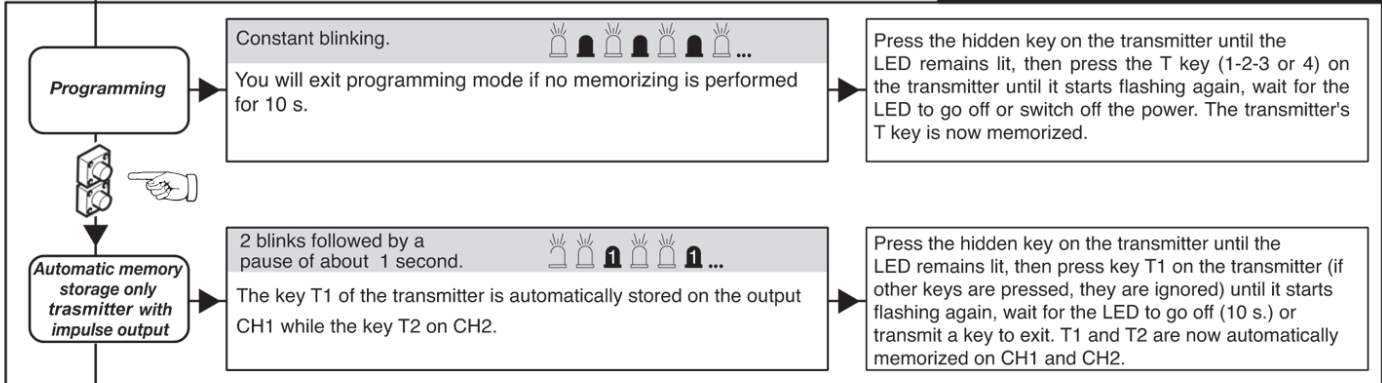 Programming
Constant blinking.
...
You will exit programming mode if no memorizing is performed
for 10 s.
Press the hidden key on the transmitter until the
LED remains lit, then press the T key (1-2-3 or 4) on
the transmitter until it starts flashing again, wait for the
LED to go off or switch off the power. The transmitter's
T key is now memorized.
Automatic memory
storage only
trasmitter with
impulse output
2 blinks followed by a
pause of about 1 second.
1 1 ...
The key T1 of the transmitter is automatically stored on the output
CH1 while the key T2 on CH2.
Press the hidden key on the transmitter until the
LED remains lit, then press key T1 on the transmitter (if
other keys are pressed, they are ignored) until it starts
flashing again, wait for the LED to go off (10 s.) or
transmit a key to exit. T1 and T2 are now automatically
memorized on CH1 and CH2.